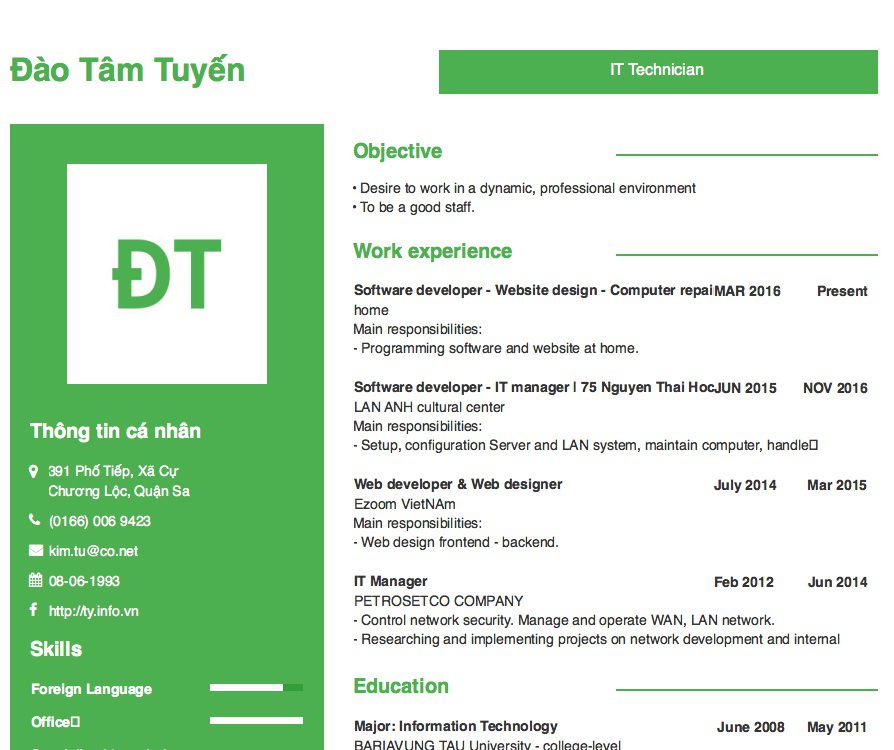 Đào Tâm Tuyến
IT Technician
ĐT
Thông tin cá nhân
391 Phố Tiếp, Xã Cự
Chương Lộc, Quận Sa
(0166) 006 9423
kim.tu@co.net
08-06-1993
http://ty.info.vn
Skills
Foreign Language
Office
Objective
• Desire to work in a dynamic, professional environment
• To be a good staff.
Work experience
Software developer - Website design - Computer repai MAR 2016 Present
home
Main responsibilities:
- Programming software and website at home.
Software developer - IT manager | 75 Nguyen Thai Hoc JUN 2015 NOV 2016
LAN ANH cultural center
Main responsibilities:
- Setup, configuration Server and LAN system, maintain computer, handle
Web developer & Web designer July 2014 Mar 2015
Ezoom VietNAm
Main responsibilities:
- Web design frontend - backend.
IT Manager Feb 2012 Jun 2014
PETROSETCO COMPANY
- Control network security. Manage and operate WAN, LAN network.
- Researching and implementing projects on network development and internal
Education
Major: Information Technology June 2008 May 2011
BARIAVUNG TAU University - college-level